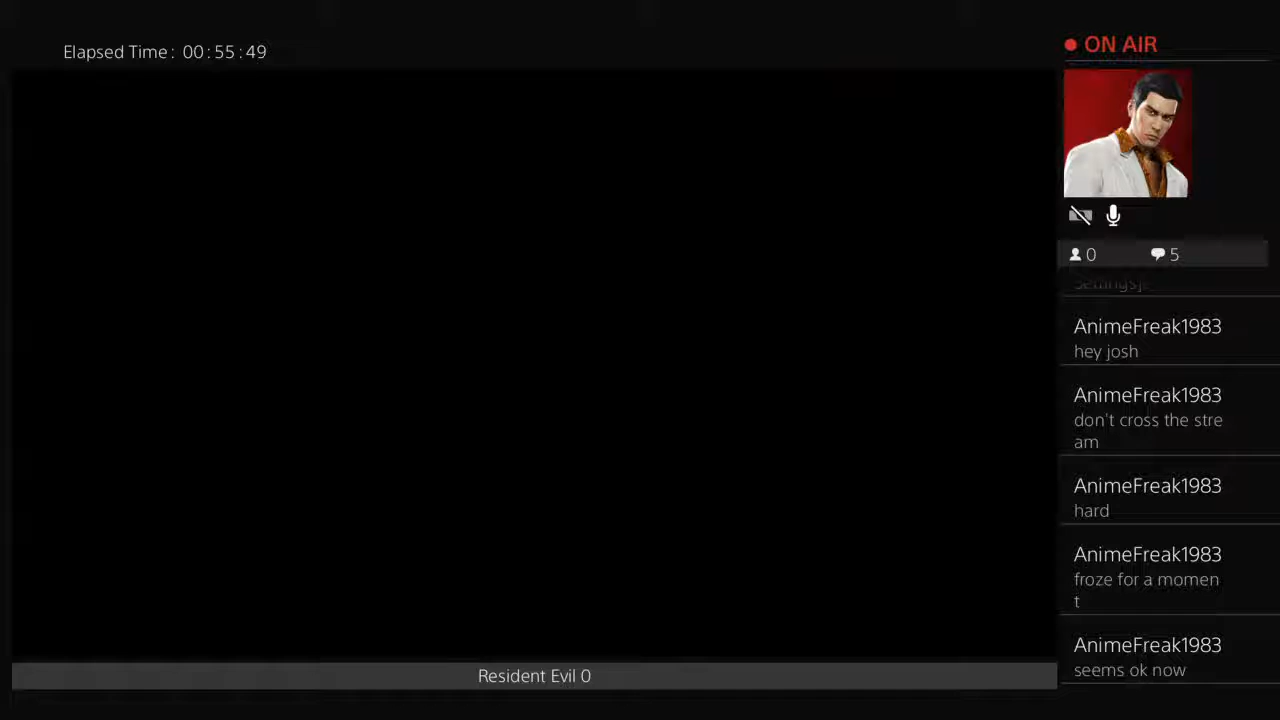 Elapsed Time: 00:55:49
ON AIR
0
5
Settings).
AnimeFreak1983
hey josh
AnimeFreak1983
don't cross the stre
am
AnimeFreak1983
hard
AnimeFreak1983
froze for a momen
t
AnimeFreak1983
seems ok now
Resident Evil 0